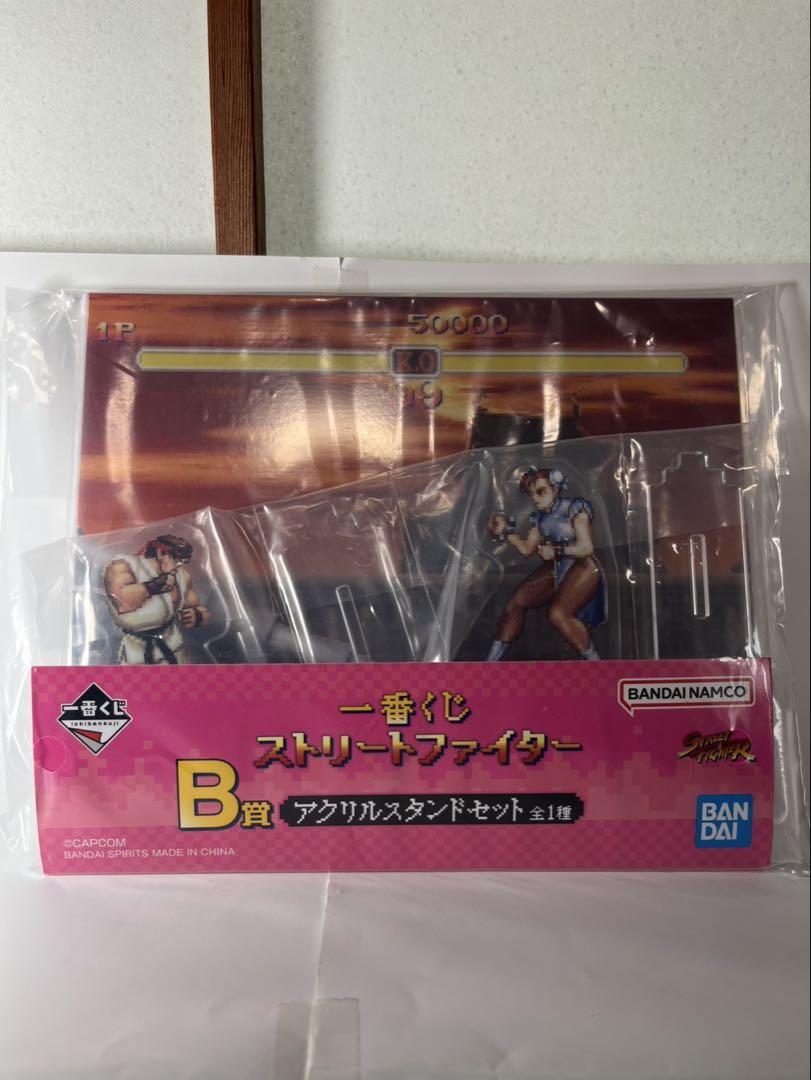 1P
50000
K.O
一番くじ
ichibankuji
一番くじ
ストリートファイター
B賞
アクリルスタンドセット 全1種
BANDAI NAMCO
STREET FIGHTER
BAN
DAI
©CAPCOM
BANDAI SPIRITS MADE IN CHINA